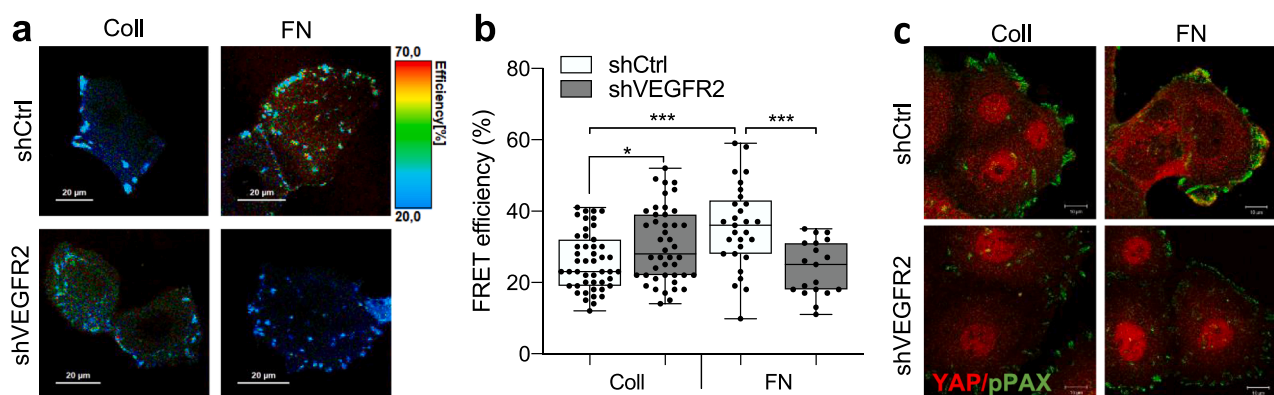 a
Coll
FN
shCtrl
shVEGFR2
70,0
Efficiency[%]
20,0
20 µm
20 µm
20 µm
20 µm
b
shCtrl
shVEGFR2
FRET efficiency (%)
80
60
40
20
0
***
***
*
Coll
FN
c
Coll
FN
shCtrl
shVEGFR2
YAP/pPAX